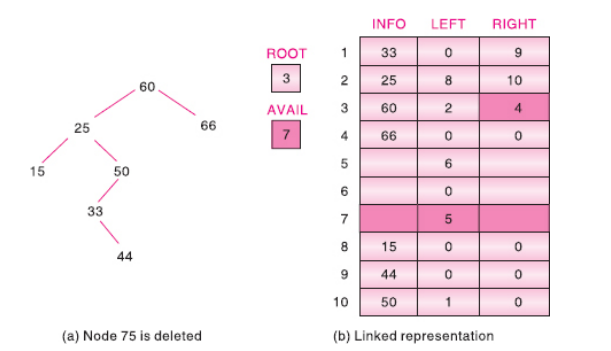 INFO LEFT RIGHT
ROOT
3
AVAIL
7
60
25 66
15 50
33
44
1 33 0 9
2 25 8 10
3 60 2 4
4 66 0 0
5 6
6 0
7 5
8 15 0 0
9 44 0 0
10 50 1 0
(a) Node 75 is deleted
(b) Linked representation